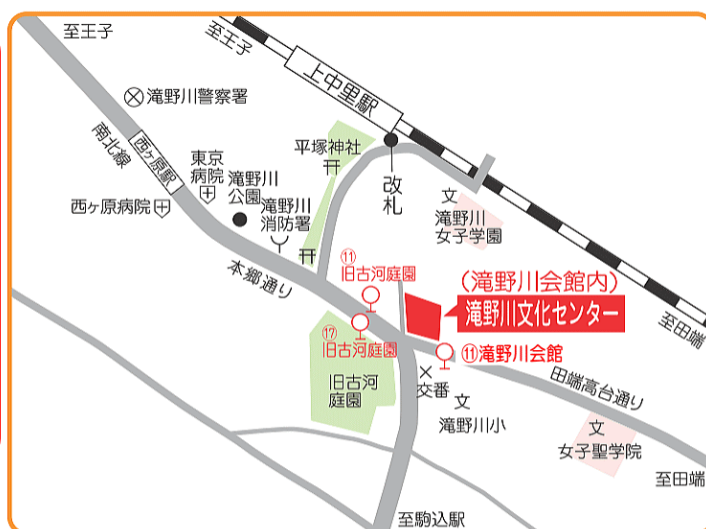 至王子
至王子
上中里駅
滝野川警察署
南北線
西ヶ原駅
平塚神社
東京
病院
改札
滝野川
公園
西ヶ原病院
滝野川
消防署
文
滝野川
女子学園
本郷通り
⑪
旧古河庭園
(滝野川会館内)
滝野川文化センター
至田端
⑰
旧古河庭園
⑪滝野川会館
旧古河
庭園
交番
田端高台通り
文
滝野川小
文
女子聖学院
至田端
至駒込駅